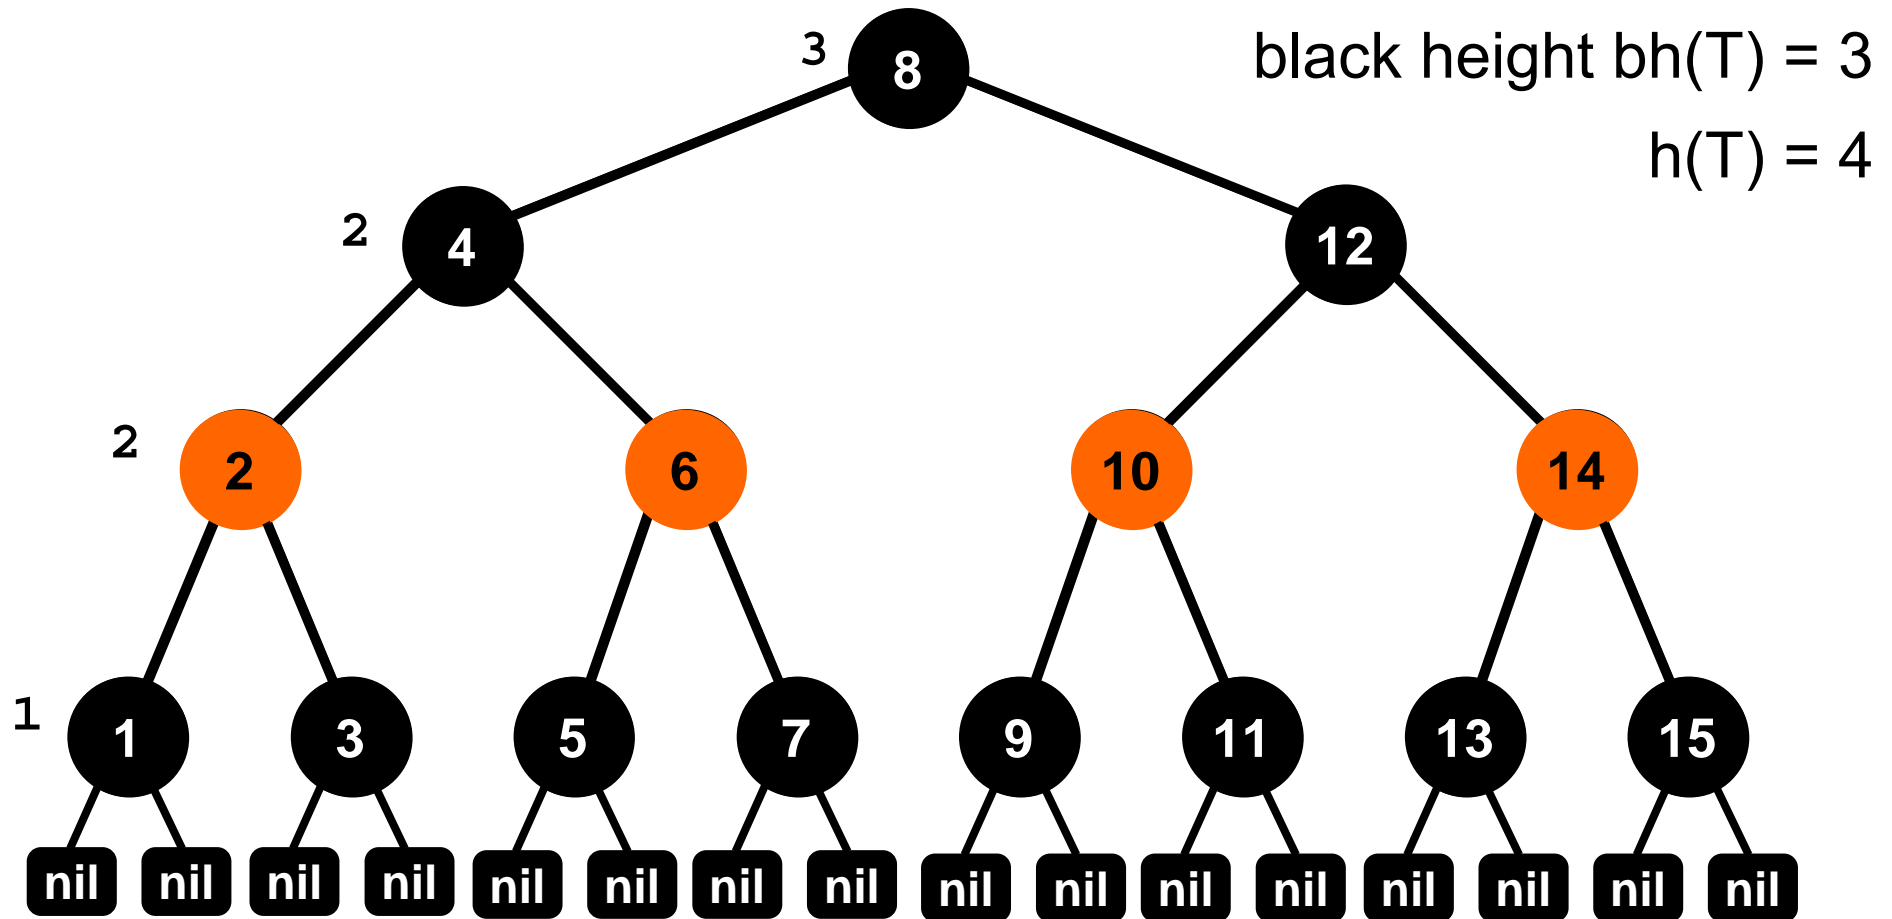 3 8 black height bh(T) = 3
h(T) = 4
2 4 12
2 2 6 10 14
1 1 3 5 7 9 11 13 15
nil nil nil nil nil nil nil nil nil nil nil nil nil nil nil nil